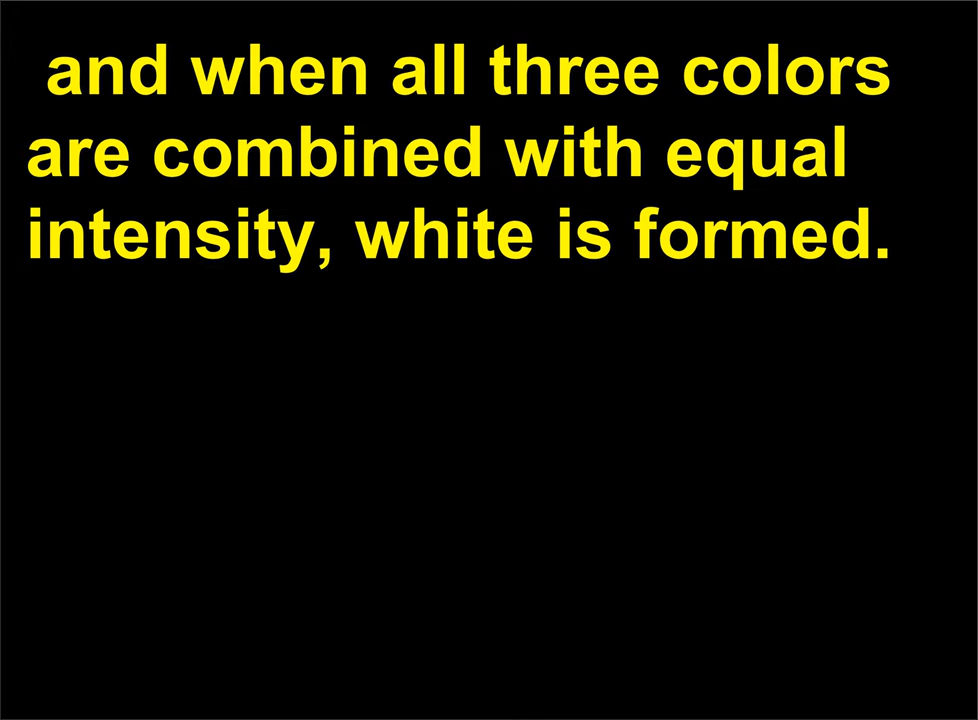 and when all three colors
are combined with equal
intensity, white is formed.